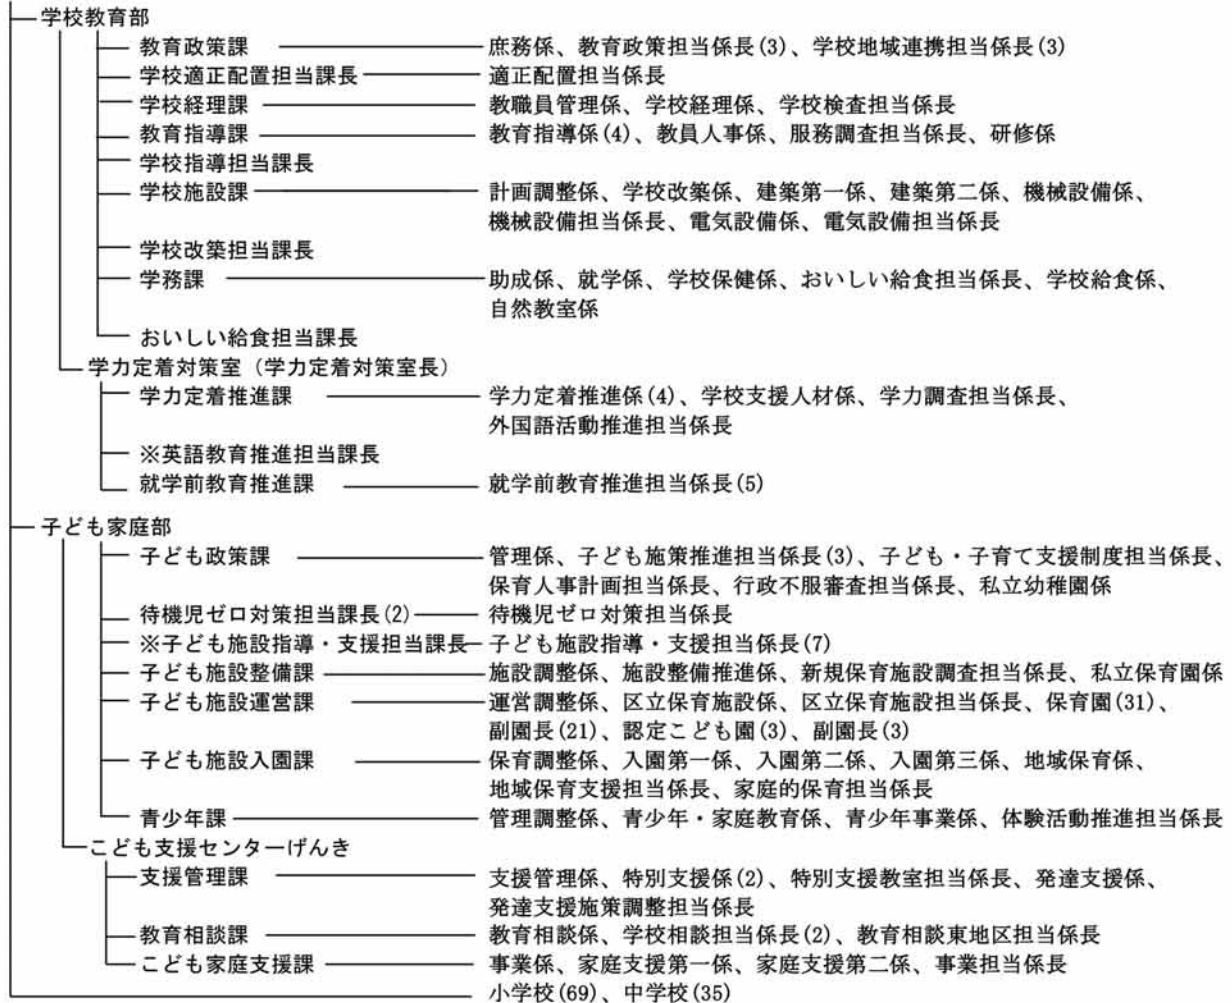 学校教育部
教育政策課 庶務係、教育政策担当係長(3)、学校地域連携担当係長(3)
学校適正配置担当課長 適正配置担当係長
学校経理課 教職員管理係、学校経理係、学校検査担当係長
教育指導課 教育指導係(4)、教員人事係、服務調査担当係長、研修係
学校指導担当課長
学校施設課 計画調整係、学校改築係、建築第一係、建築第二係、機械設備係、
機械設備担当係長、電気設備係、電気設備担当係長
学校改築担当課長
学務課 助成係、就学係、学校保健係、おいしい給食担当係長、学校給食係、
自然教室係
おいしい給食担当課長
学力定着対策室（学力定着対策室長）
学力定着推進課 学力定着推進係(4)、学校支援人材係、学力調査担当係長、
外国語活動推進担当係長
※英語教育推進担当課長
就学前教育推進課 就学前教育推進担当係長(5)
子ども家庭部
子ども政策課 管理係、子ども施策推進担当係長(3)、子ども・子育て支援制度担当係長、
保育人事計画担当係長、行政不服審査担当係長、私立幼稚園係
待機児ゼロ対策担当課長(2) 待機児ゼロ対策担当係長
※子ども施設指導・支援担当課長 子ども施設指導・支援担当係長(7)
子ども施設整備課 施設調整係、施設整備推進係、新規保育施設調査担当係長、私立保育園係
子ども施設運営課 運営調整係、区立保育施設係、区立保育施設担当係長、保育園(31)、
副園長(21)、認定こども園(3)、副園長(3)
子ども施設入園課 保育調整係、入園第一係、入園第二係、入園第三係、地域保育係、
地域保育支援担当係長、家庭的保育担当係長
青少年課 管理調整係、青少年・家庭教育係、青少年事業係、体験活動推進担当係長
こども支援センターげんき
支援管理課 支援管理係、特別支援係(2)、特別支援教室担当係長、発達支援係、
発達支援施策調整担当係長
教育相談課 教育相談係、学校相談担当係長(2)、教育相談東地区担当係長
こども家庭支援課 事業係、家庭支援第一係、家庭支援第二係、事業担当係長
小学校(69)、中学校(35)